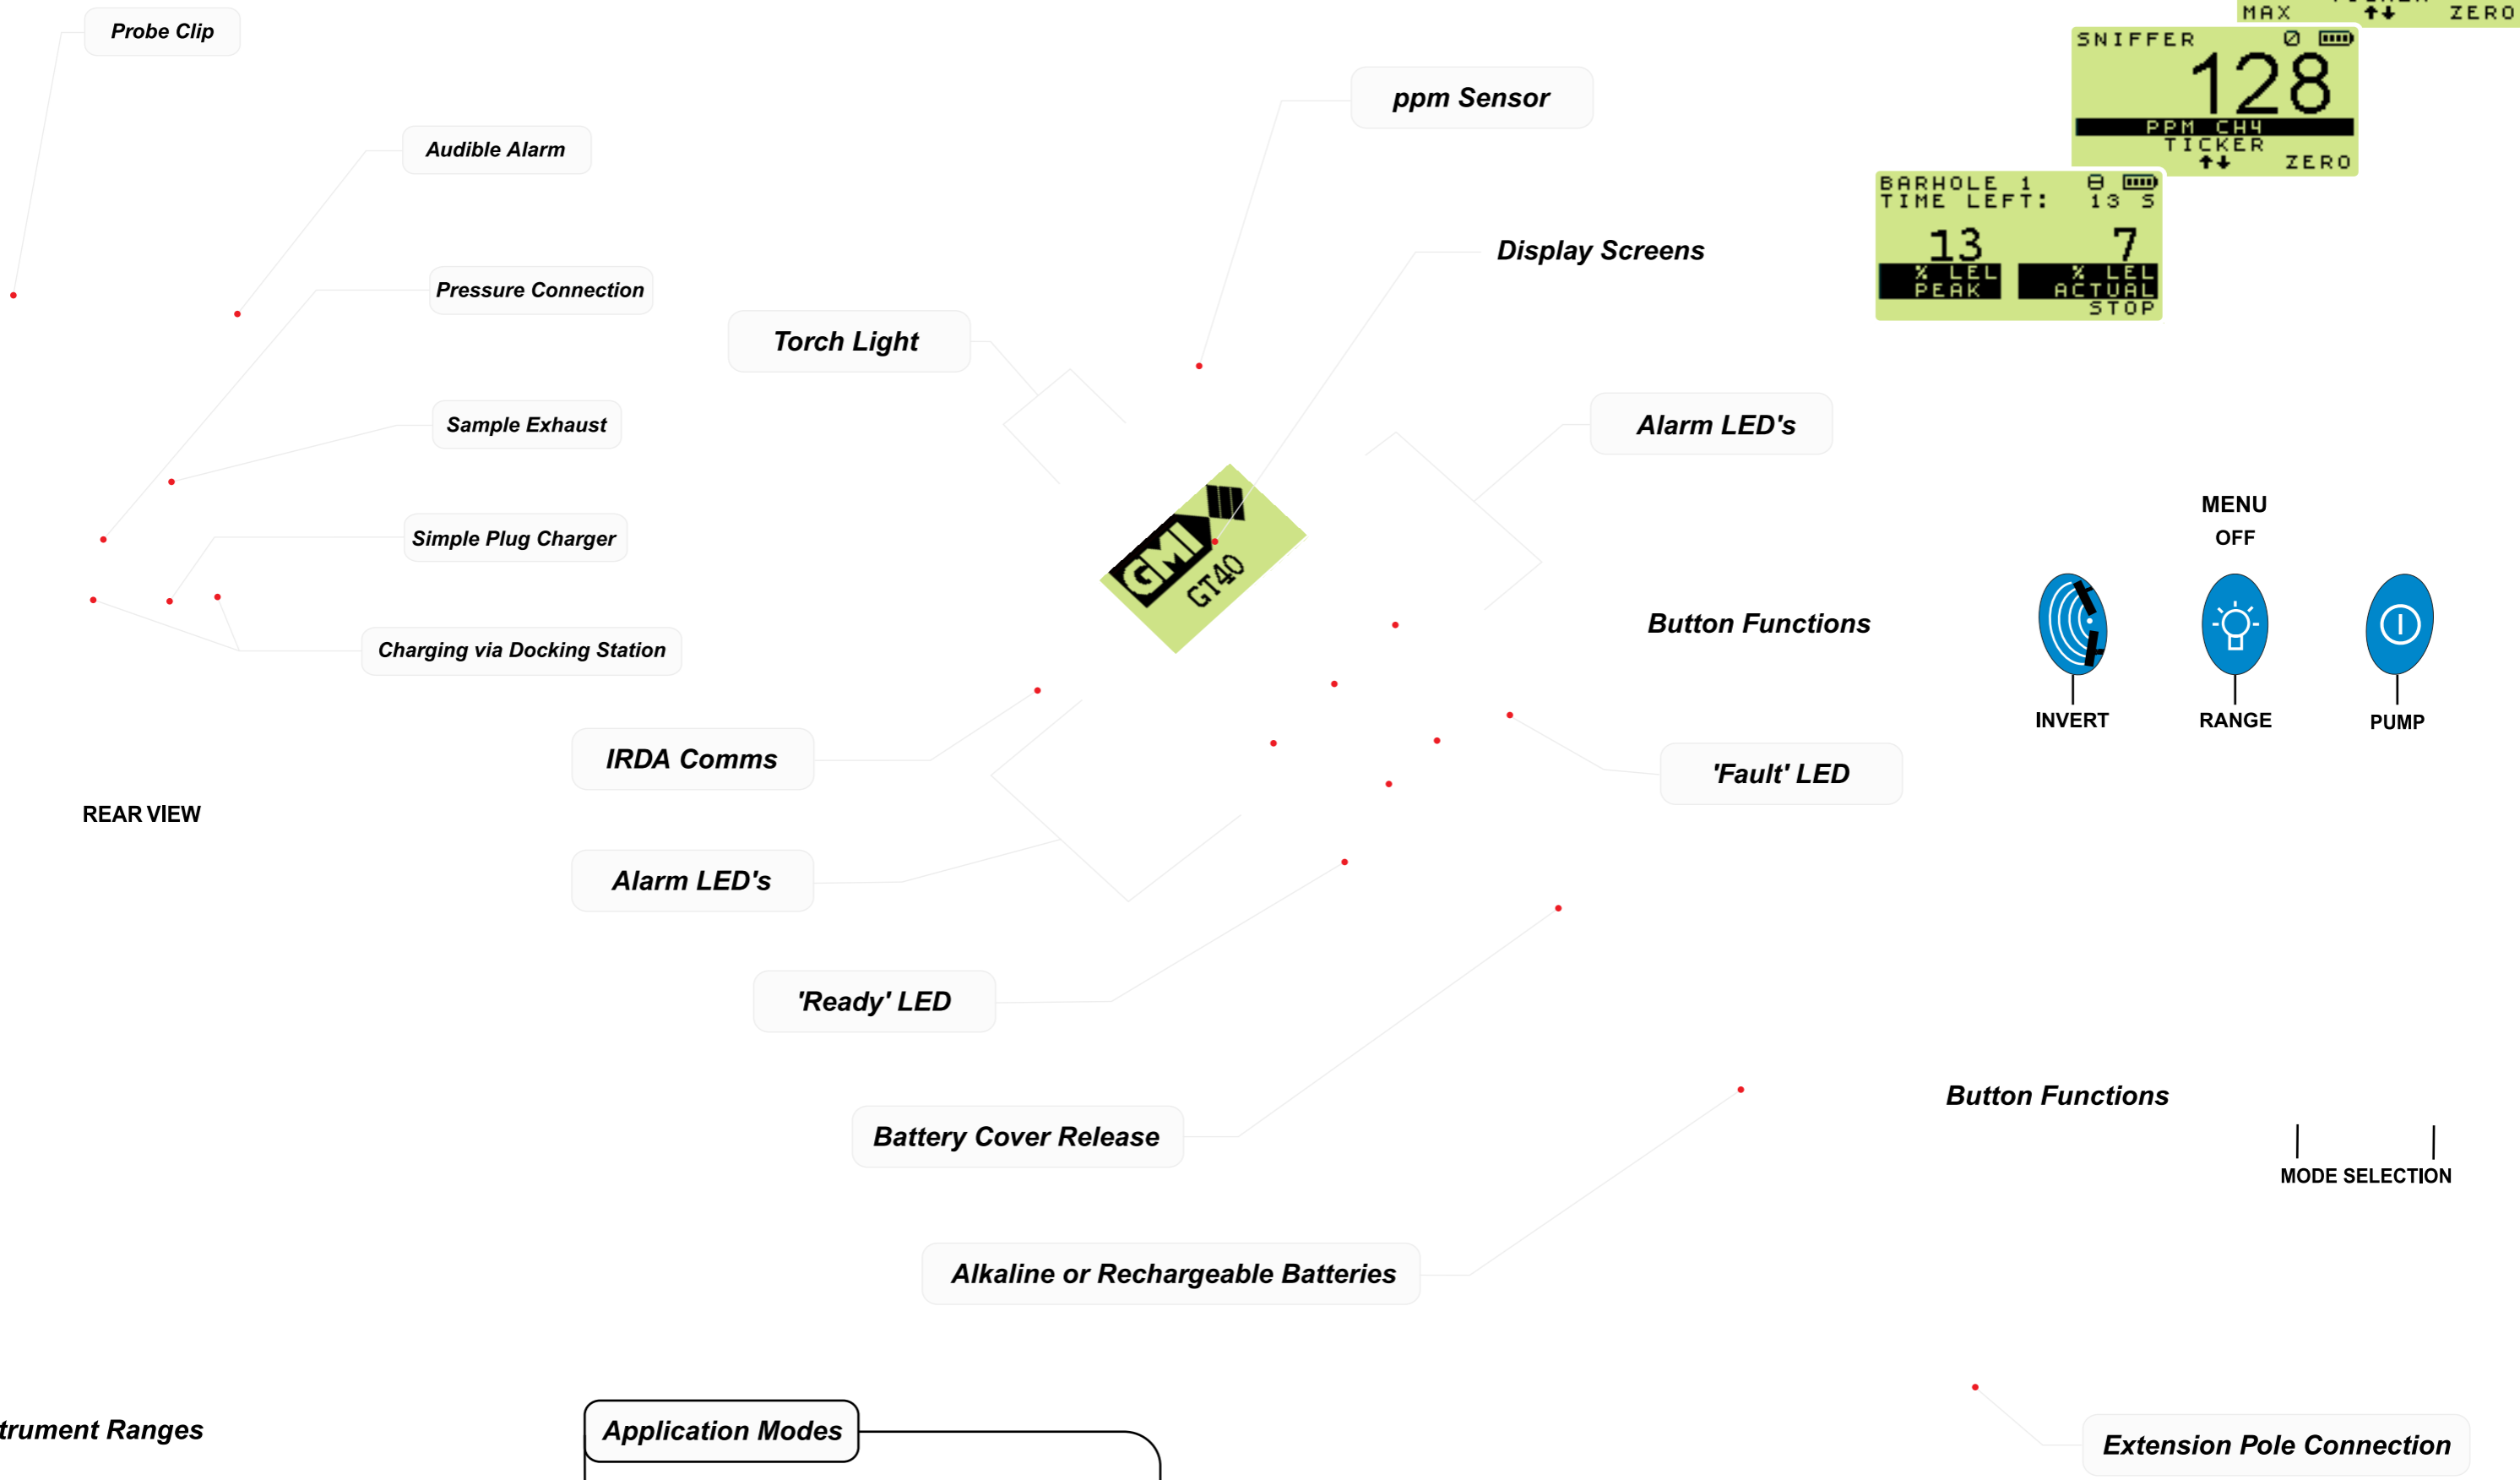 Probe Clip
MAX ↑↓ ZERO
SNIFFER
128
PPM CH4
TICKER
↑↓ ZERO
ppm Sensor
Audible Alarm
BARHOLE 1
TIME LEFT: 13 S
13 7
% LEL % LEL
PEAK ACTUAL
STOP
Display Screens
Pressure Connection
Torch Light
Sample Exhaust
Alarm LED's
GMI
GT40
MENU
OFF
Simple Plug Charger
Button Functions
Charging via Docking Station
INVERT RANGE PUMP
IRDA Comms
'Fault' LED
REAR VIEW
Alarm LED's
'Ready' LED
Button Functions
Battery Cover Release
MODE SELECTION
Alkaline or Rechargeable Batteries
trument Ranges
Application Modes
Extension Pole Connection